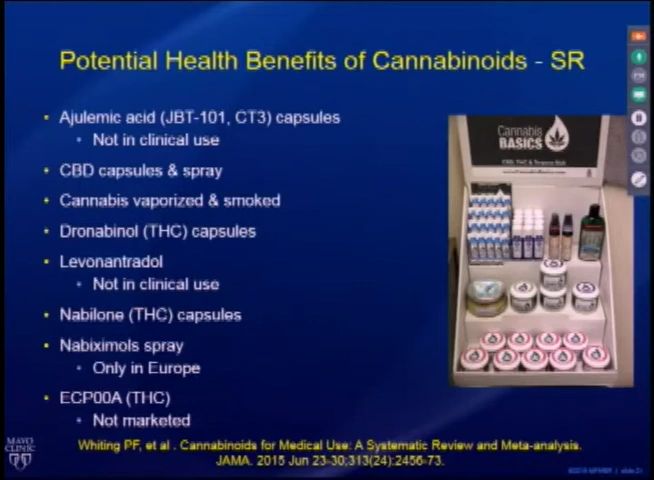 Potential Health Benefits of Cannabinoids - SR
Ajulemic acid (JBT-101, CT3) capsules
Not in clinical use
CBD capsules & spray
Cannabis vaporized & smoked
Dronabinol (THC) capsules
Levonantradol
Not in clinical use
Nabilone (THC) capsules
Nabiximols spray
Only in Europe
ECP00A (THC)
Not marketed
Cannabis
BASICS
MAYO
CLINIC
Whiting PF, et al . Cannabinoids for Medical Use: A Systematic Review and Meta-analysis.
JAMA. 2015 Jun 23-30;313(24):2456-73.